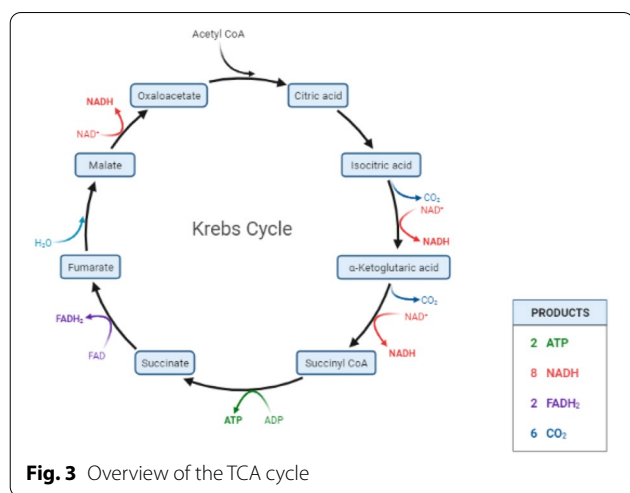 Acetyl CoA
Oxaloacetate
Citric acid
NADH
NAD⁺
Malate
Isocritic acid
CO₂
NAD⁺
NADH
Krebs Cycle
H₂O
Fumarate
α-Ketoglutaric acid
CO₂
NAD⁺
NADH
FADH₂
FAD
Succinate
Succinyl CoA
ATP
ADP
PRODUCTS
2 ATP
8 NADH
2 FADH₂
6 CO₂
Fig. 3 Overview of the TCA cycle